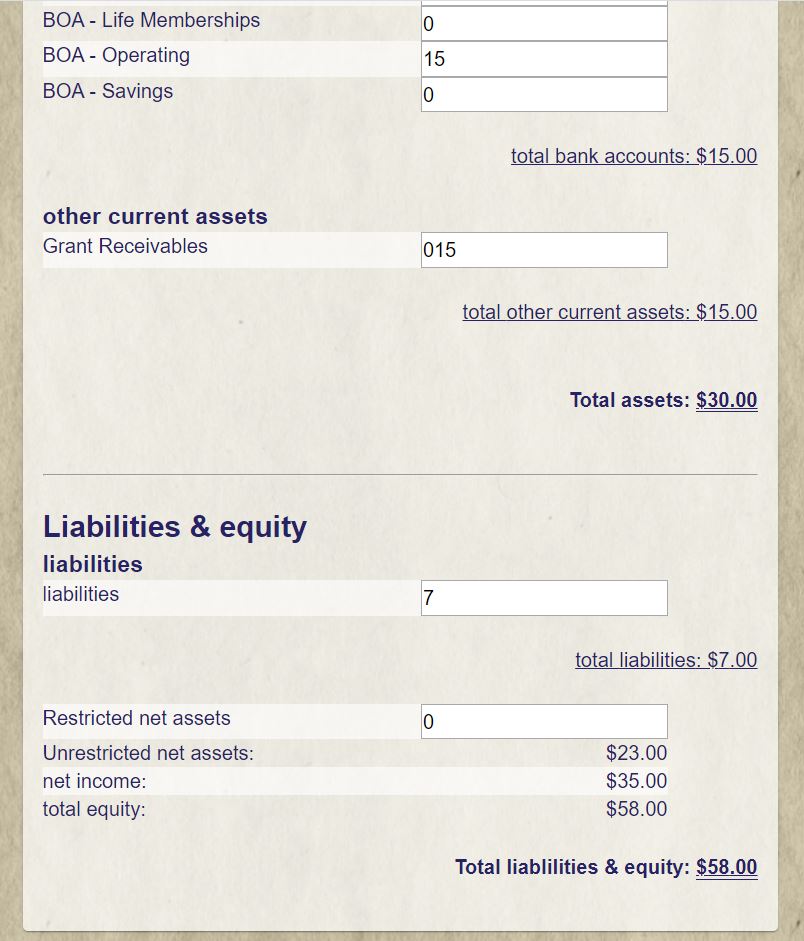 BOA - Life Memberships 0
BOA - Operating 15
BOA - Savings 0
total bank accounts: $15.00
other current assets
Grant Receivables 015
total other current assets: $15.00
Total assets: $30.00
Liabilities & equity
liabilities
liabilities 7
total liabilities: $7.00
Restricted net assets 0
Unrestricted net assets: $23.00
net income: $35.00
total equity: $58.00
Total liablilities & equity: $58.00